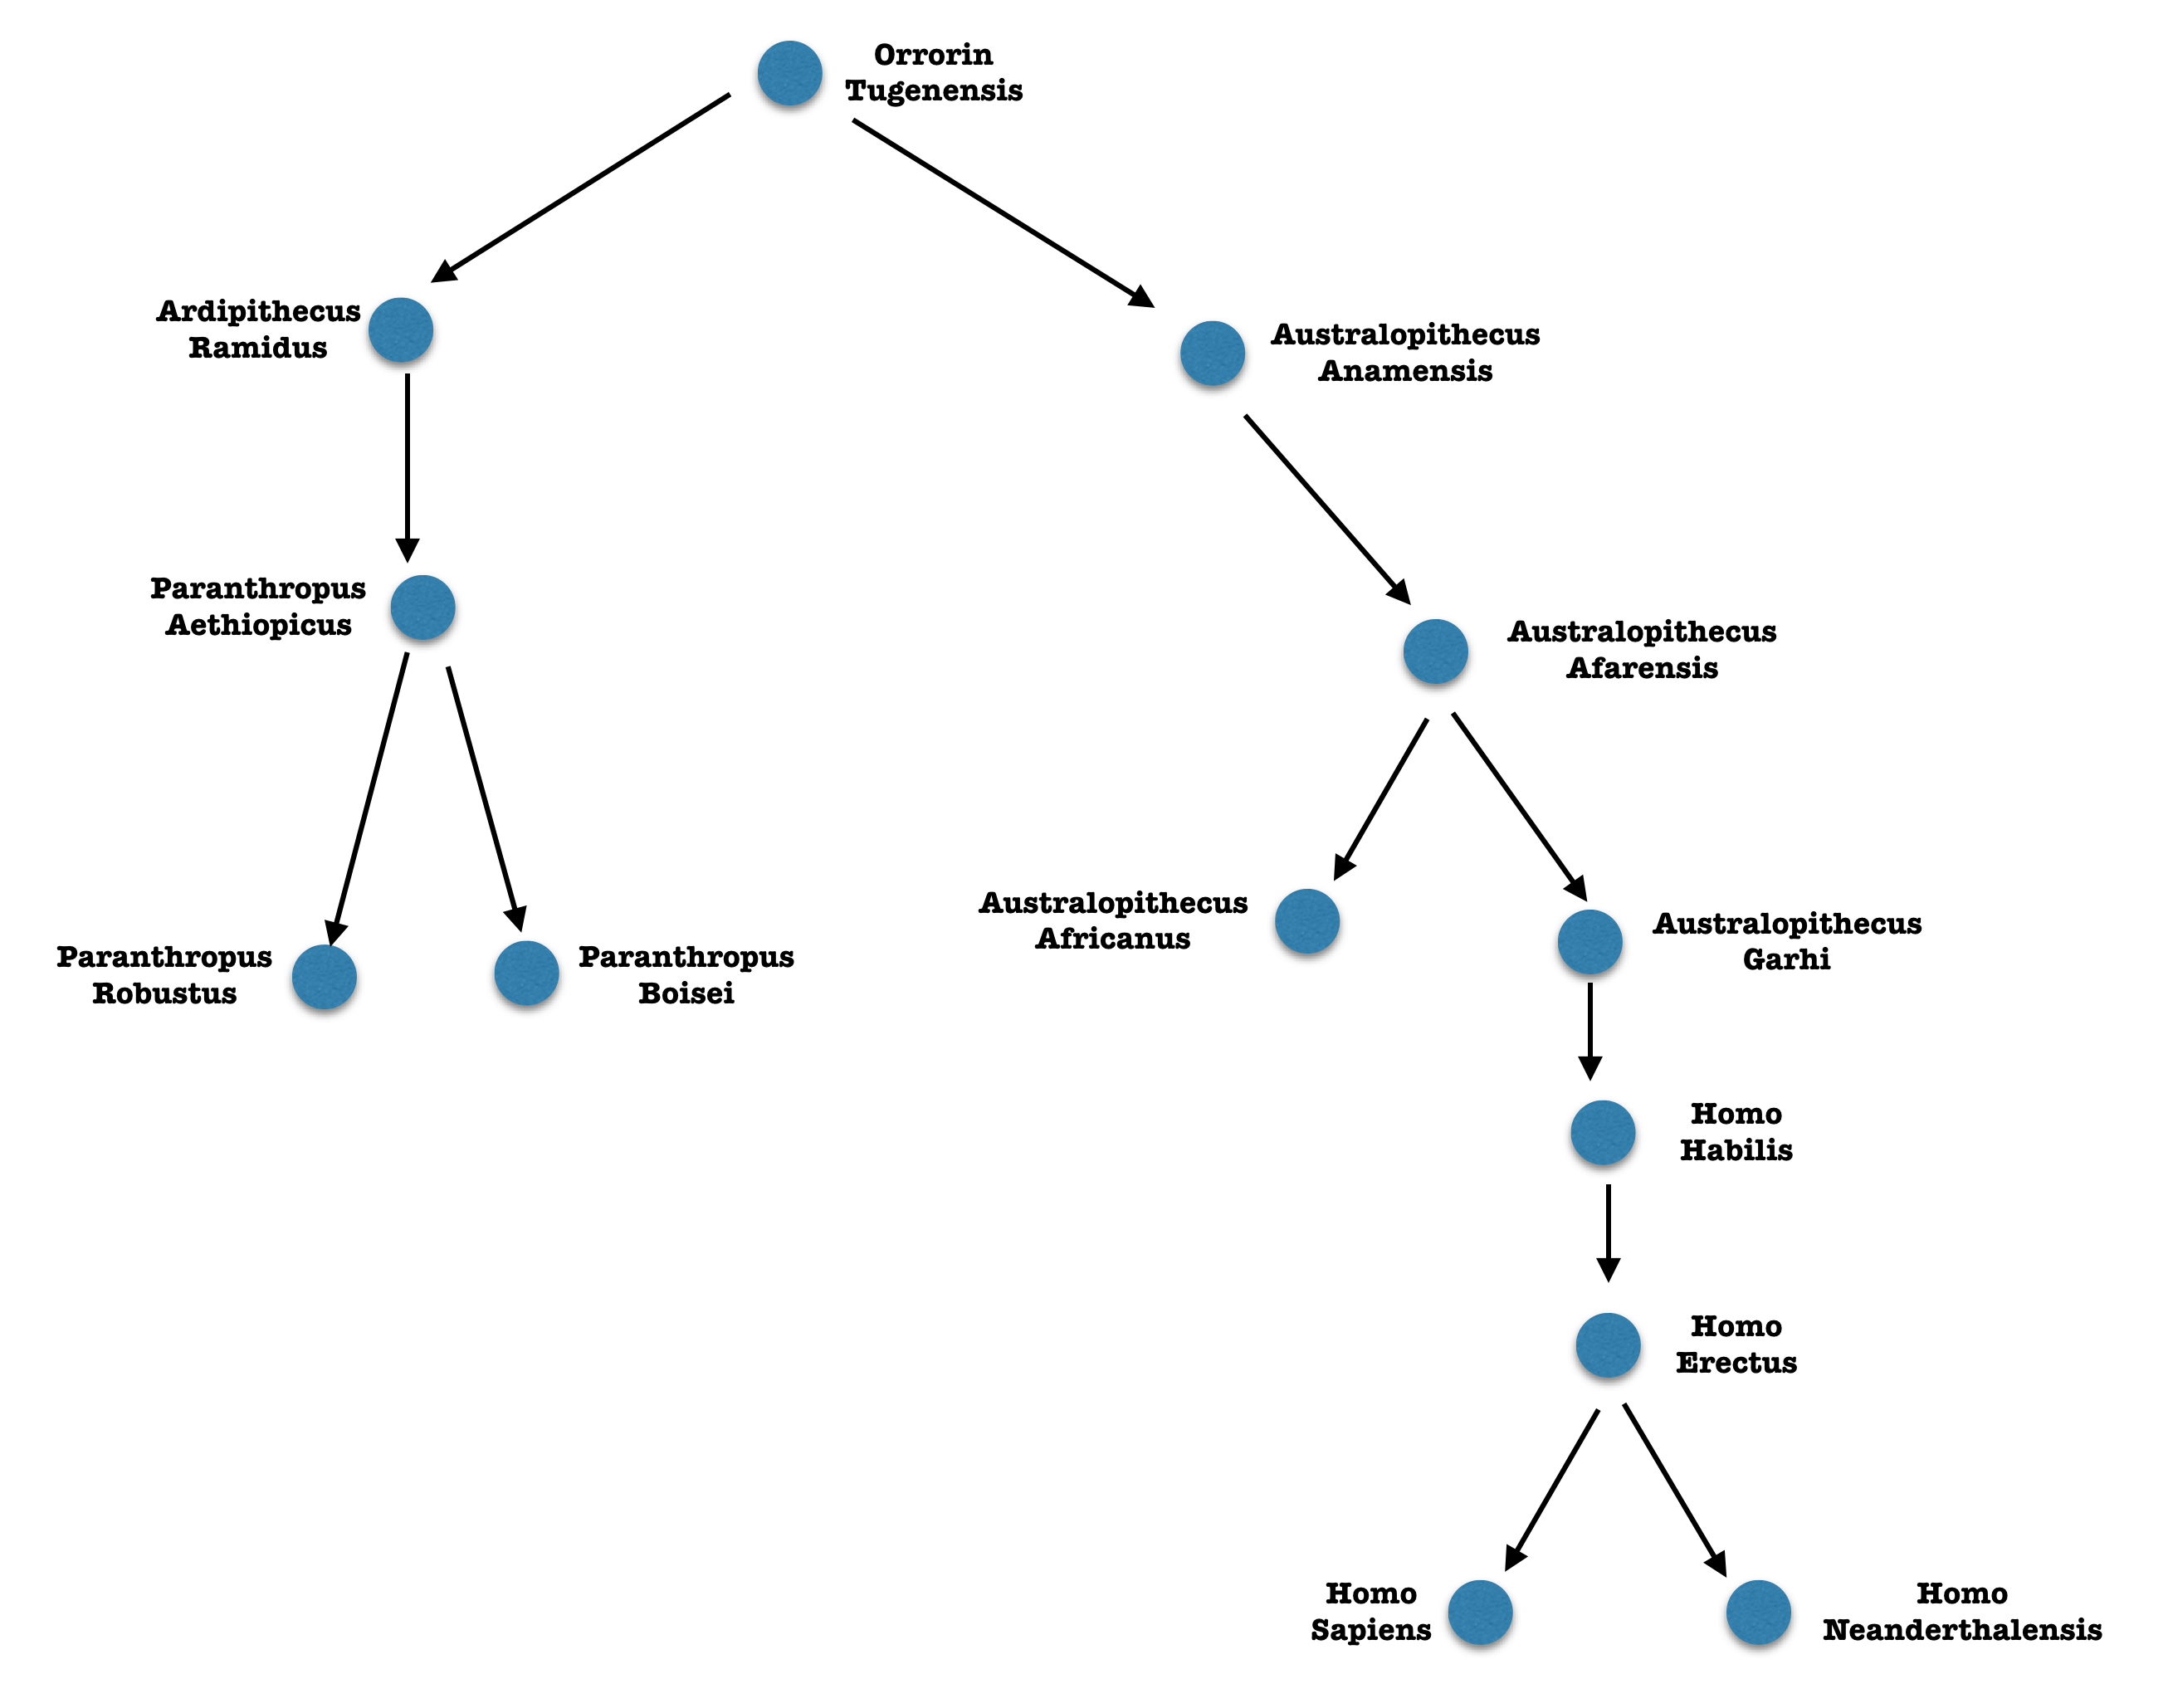 Orrorin
Tugenensis
Ardipithecus
Ramidus
Australopithecus
Anamensis
Paranthropus
Aethiopicus
Australopithecus
Afarensis
Australopithecus
Africanus
Australopithecus
Garhi
Paranthropus
Robustus
Paranthropus
Boisei
Homo
Habilis
Homo
Erectus
Homo
Sapiens
Homo
Neanderthalensis